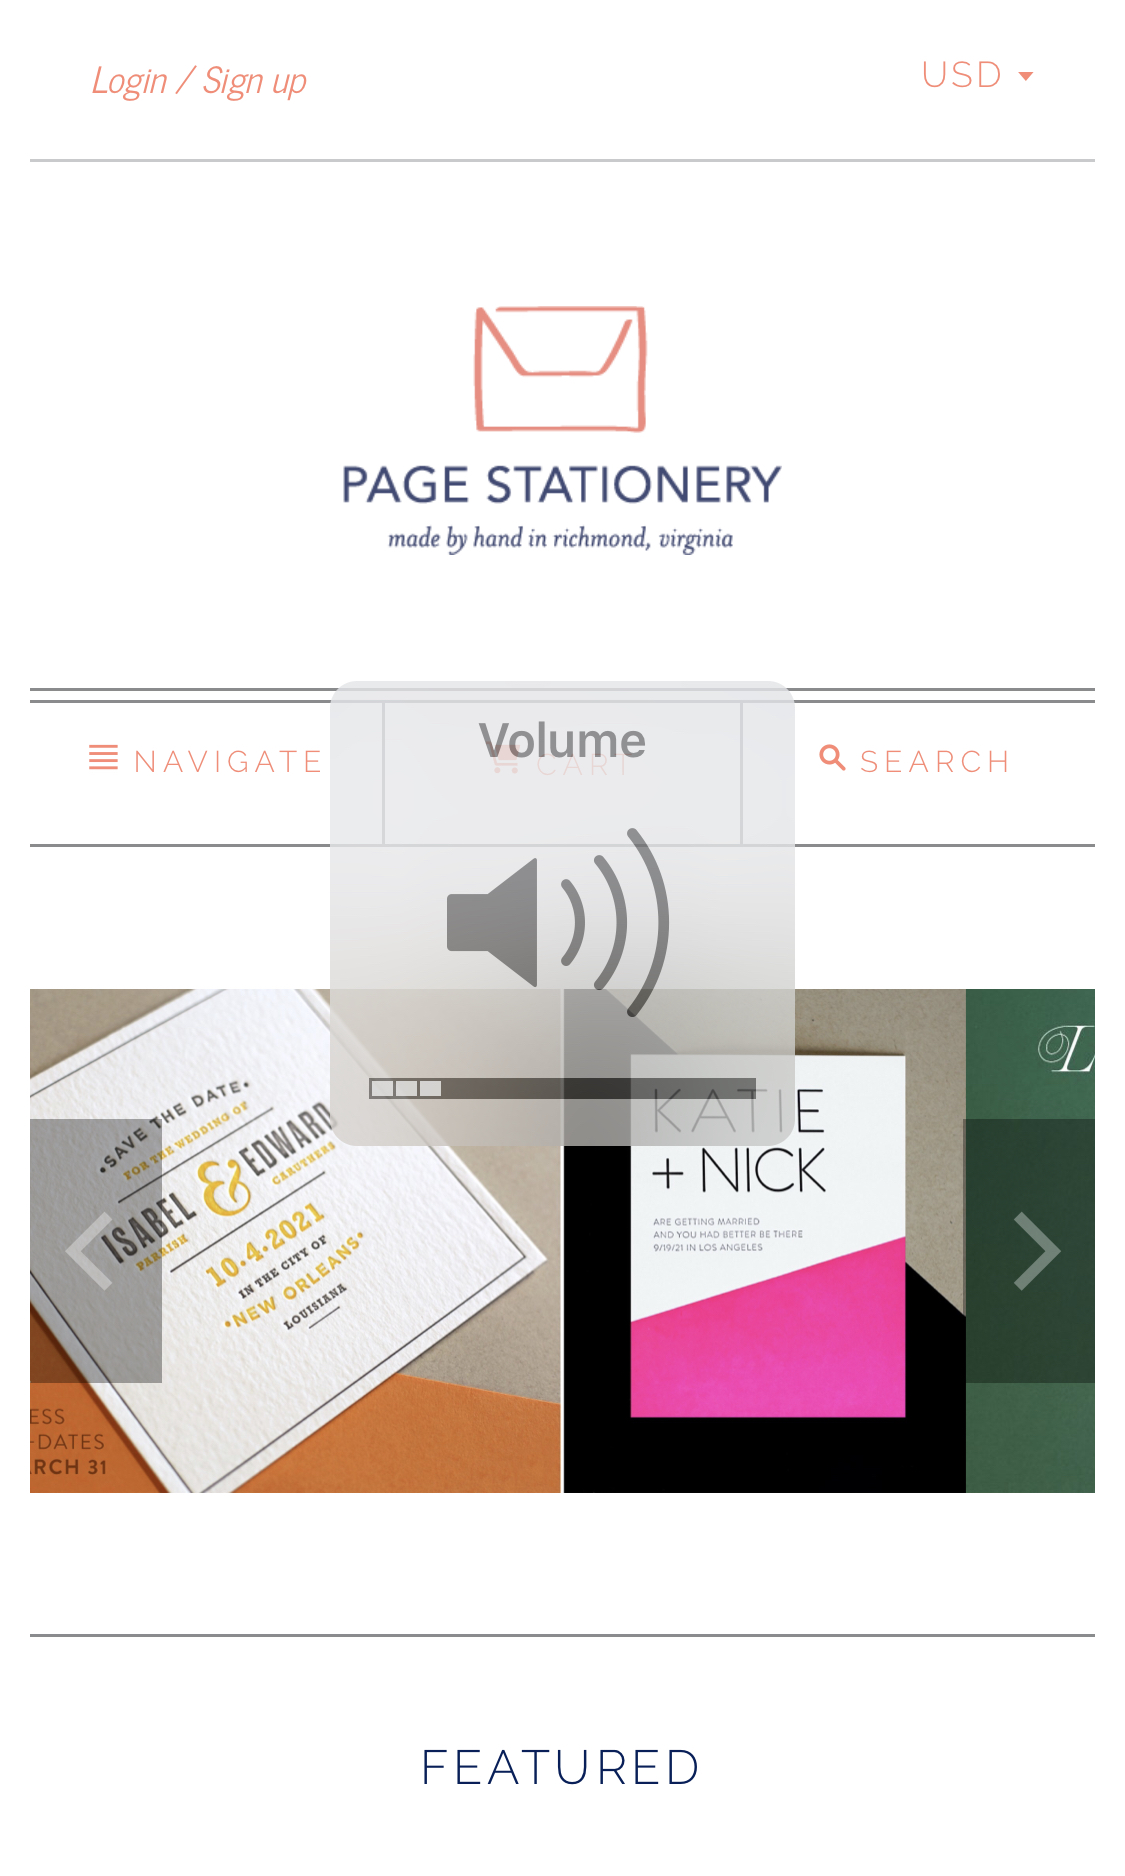 Login / Sign up
USD
PAGE STATIONERY
made by hand in richmond, virginia
NAVIGATE
Volume
CART
SEARCH
•SAVE THE DATE•
FOR THE WEDDING OF
ISABEL & EDWARD
PARRISH CARUTHERS
10.4.2021
IN THE CITY OF
•NEW ORLEANS•
LOUISIANA
ESS
-DATES
RCH 31
KATIE
+ NICK
ARE GETTING MARRIED
AND YOU HAD BETTER BE THERE
9/19/21 IN LOS ANGELES
L
FEATURED